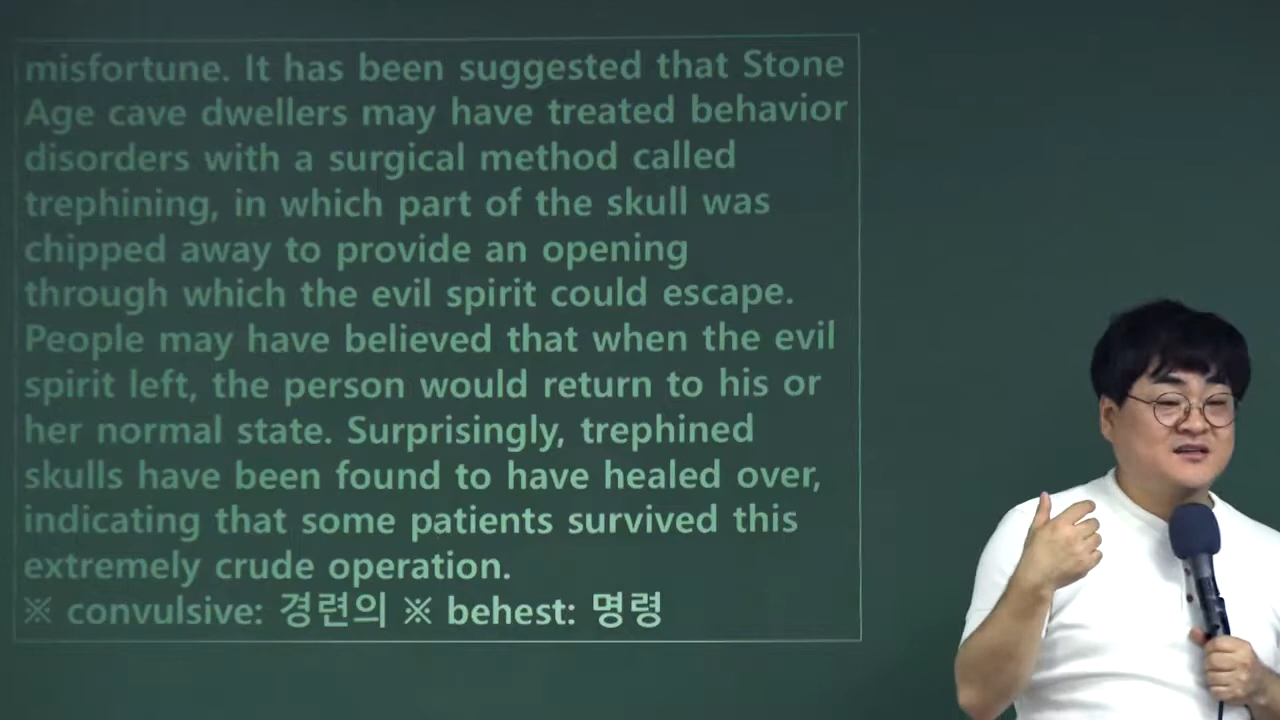 misfortune. It has been suggested that Stone
Age cave dwellers may have treated behavior
disorders with a surgical method called
trephining, in which part of the skull was
chipped away to provide an opening
through which the evil spirit could escape.
People may have believed that when the evil
spirit left, the person would return to his or
her normal state. Surprisingly, trephined
skulls have been found to have healed over,
indicating that some patients survived this
extremely crude operation.
※ convulsive: 경련의 ※ behest: 명령